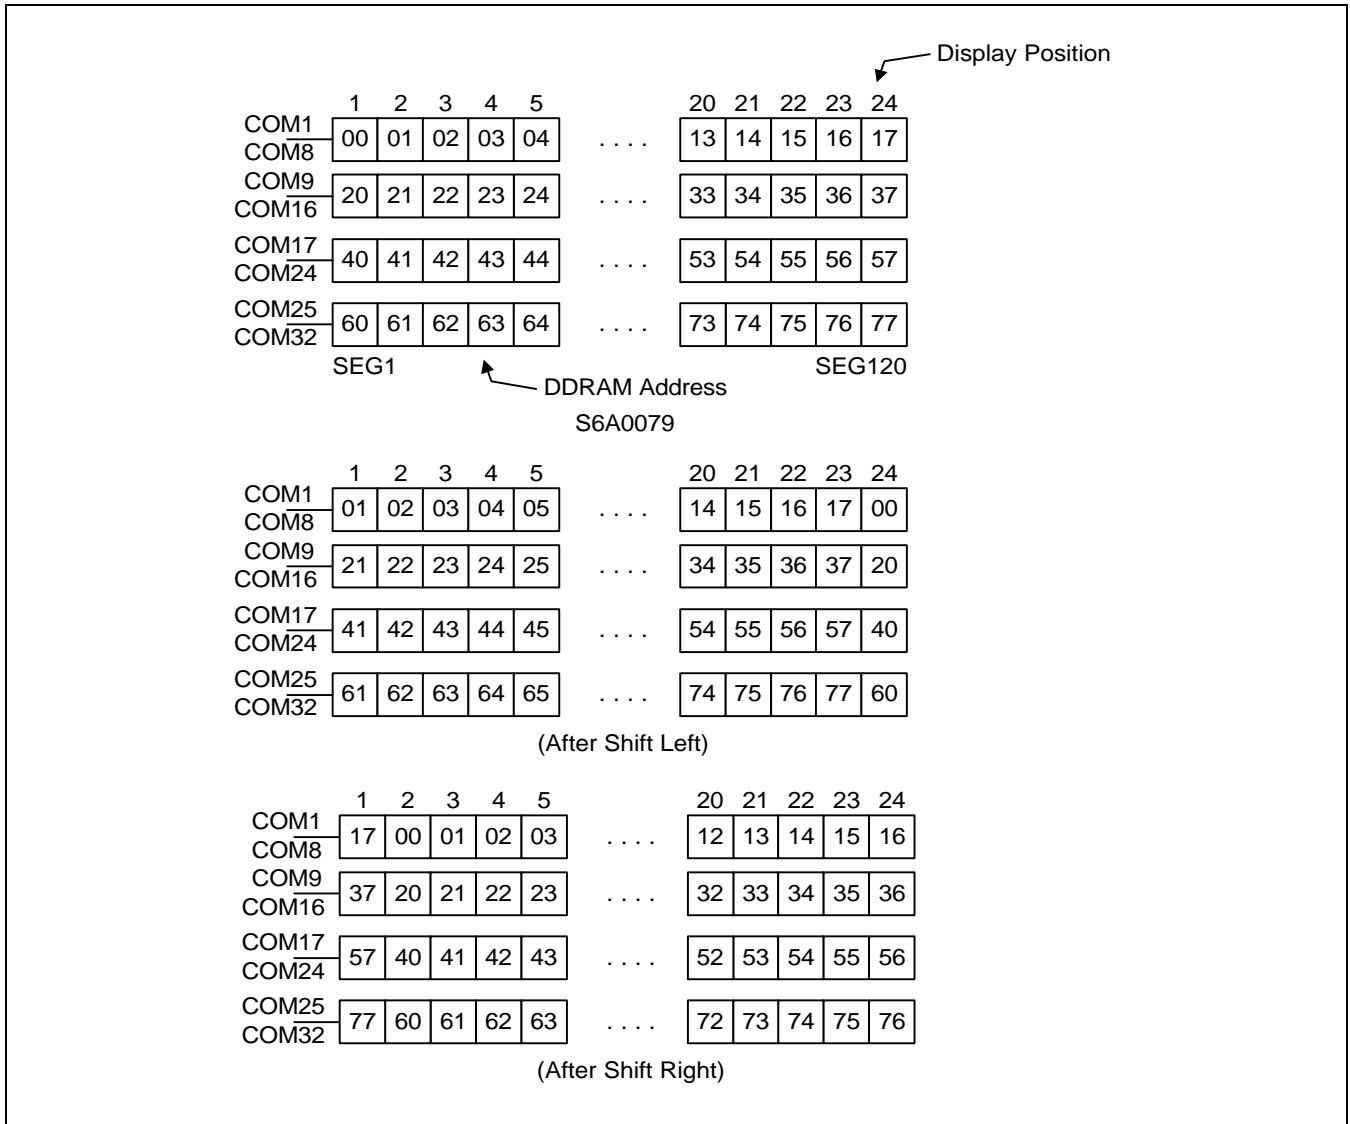 Display Position
1 2 3 4 5 20 21 22 23 24
COM1
COM8
00 01 02 03 04 . . . . 13 14 15 16 17
COM9
COM16
20 21 22 23 24 . . . . 33 34 35 36 37
COM17
COM24
40 41 42 43 44 . . . . 53 54 55 56 57
COM25
COM32
60 61 62 63 64 . . . . 73 74 75 76 77
SEG1 SEG120
DDRAM Address
S6A0079
1 2 3 4 5 20 21 22 23 24
COM1
COM8
01 02 03 04 05 . . . . 14 15 16 17 00
COM9
COM16
21 22 23 24 25 . . . . 34 35 36 37 20
COM17
COM24
41 42 43 44 45 . . . . 54 55 56 57 40
COM25
COM32
61 62 63 64 65 . . . . 74 75 76 77 60
(After Shift Left)
1 2 3 4 5 20 21 22 23 24
COM1
COM8
17 00 01 02 03 . . . . 12 13 14 15 16
COM9
COM16
37 20 21 22 23 . . . . 32 33 34 35 36
COM17
COM24
57 40 41 42 43 . . . . 52 53 54 55 56
COM25
COM32
77 60 61 62 63 . . . . 72 73 74 75 76
(After Shift Right)